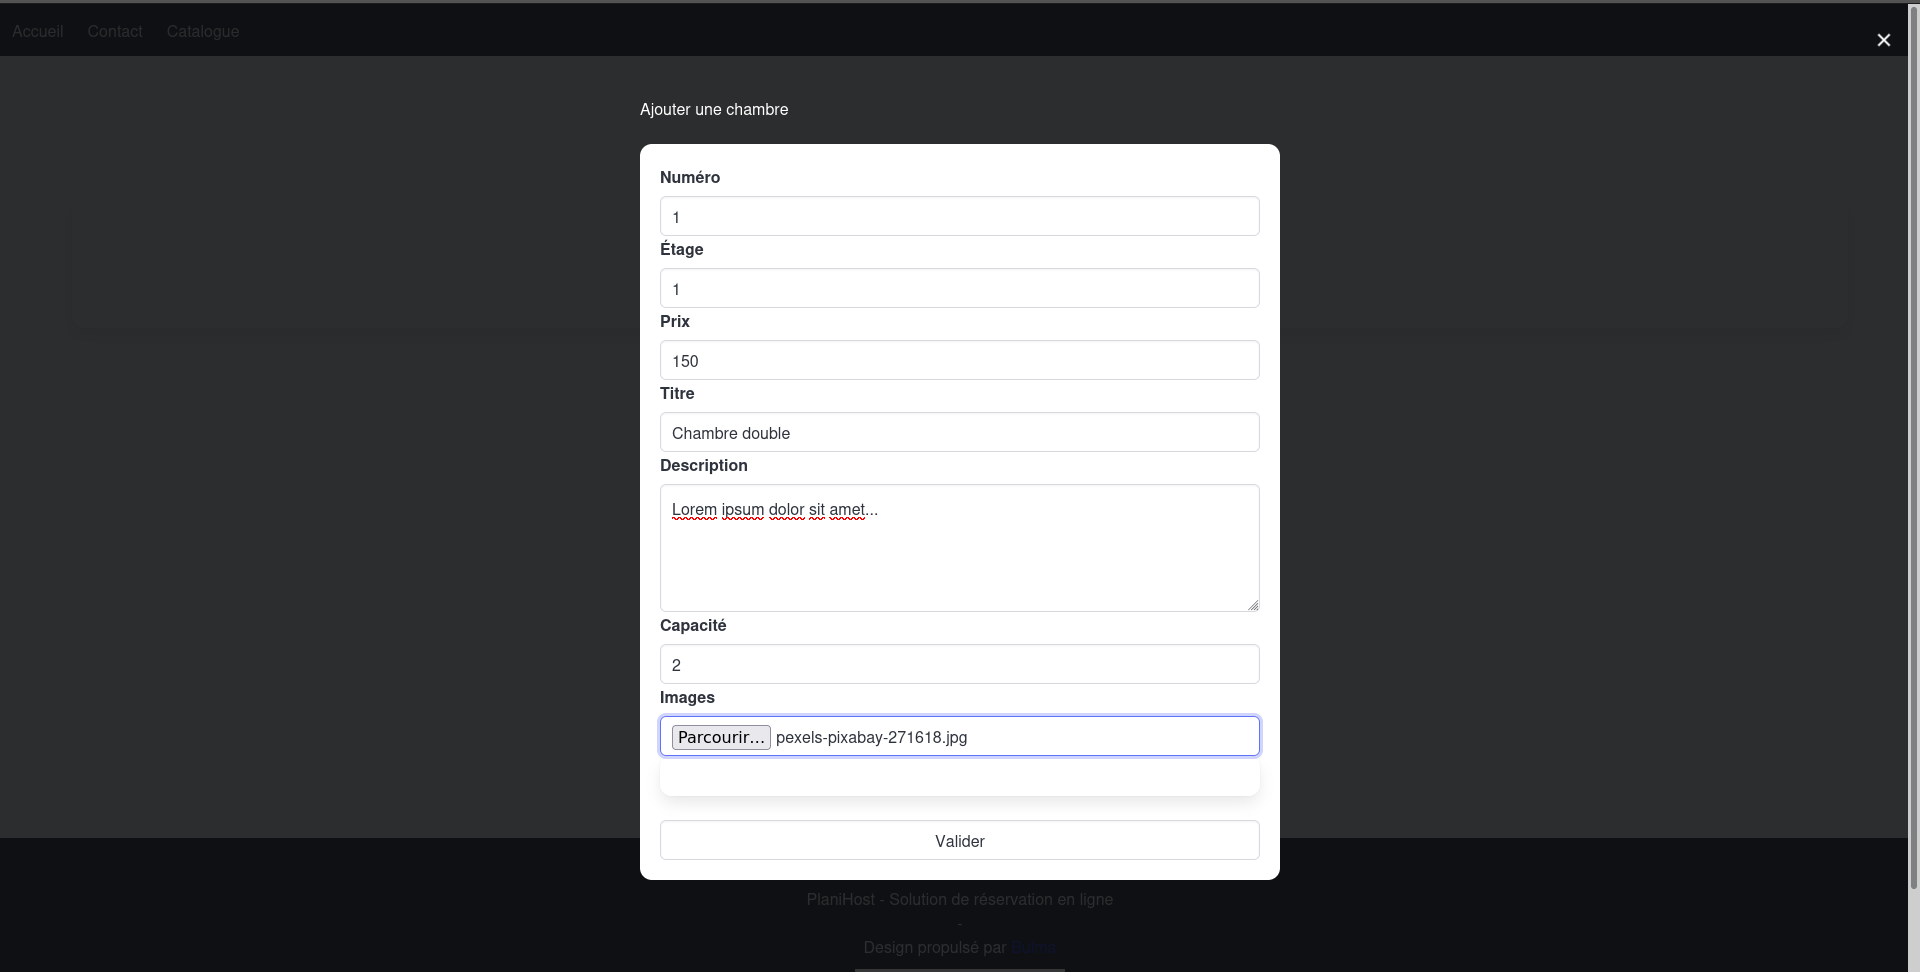 Accueil Contact Catalogue
×
Ajouter une chambre
Numéro
1
Étage
1
Prix
150
Titre
Chambre double
Description
Lorem ipsum dolor sit amet...
Capacité
2
Images
Parcourir... pexels-pixabay-271618.jpg
Valider
PlaniHost - Solution de réservation en ligne
-
Design propulsé par Bulma